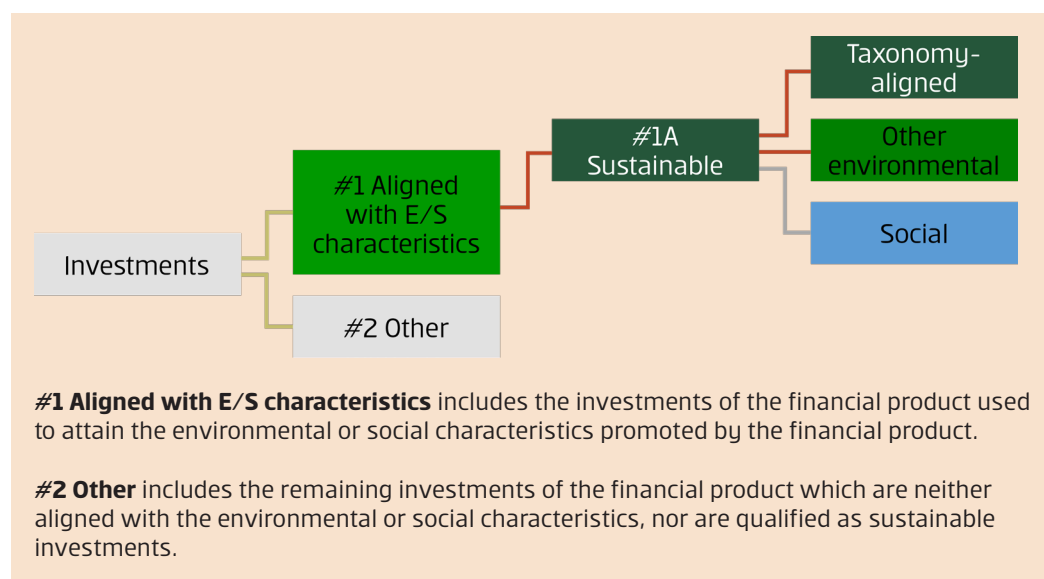 Taxonomy-
aligned
#1A
Sustainable
Other
environmental
#1 Aligned
with E/S
characteristics
Social
Investments
#2 Other
#1 Aligned with E/S characteristics includes the investments of the financial product used
to attain the environmental or social characteristics promoted by the financial product.
#2 Other includes the remaining investments of the financial product which are neither
aligned with the environmental or social characteristics, nor are qualified as sustainable
investments.